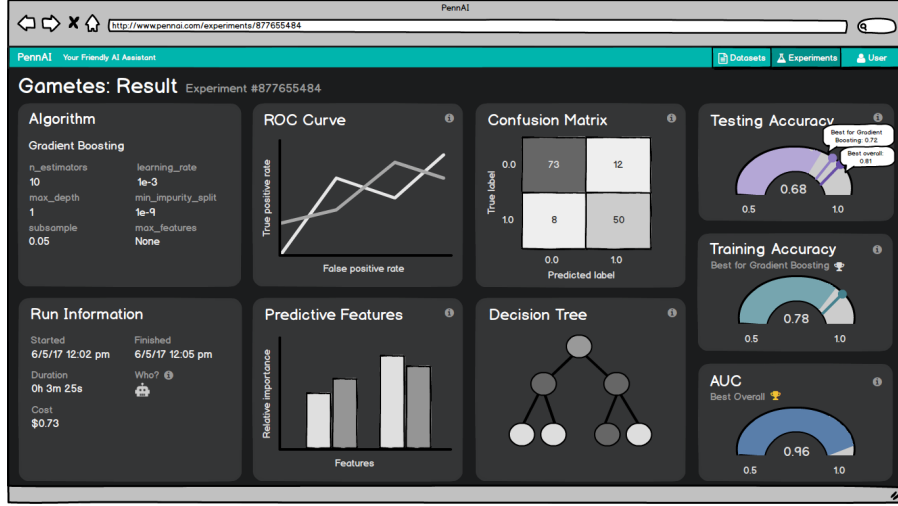 PennAI
http://www.pennai.com/experiments/877655484
PennAI Your Friendly AI Assistant
Datasets Experiments User
Gametes: Result Experiment #877655484
Algorithm
Gradient Boosting
n_estimators learning_rate
10 1e-3
max_depth min_impurity_split
1 1e-9
subsample max_features
0.05 None
ROC Curve
True positive rate
False positive rate
Confusion Matrix
True label
0.0 73 12
1.0 8 50
0.0 1.0
Predicted label
Testing Accuracy
Best for Gradient
Boosting: 0.72
Best overall:
0.81
0.68
0.5 1.0
Training Accuracy
Best for Gradient Boosting
0.78
0.5 1.0
Run Information
Started Finished
6/5/17 12:02 pm 6/5/17 12:05 pm
Duration Who?
0h 3m 25s
Cost
$0.73
Predictive Features
Relative importance
Features
Decision Tree
AUC
Best Overall
0.96
0.5 1.0